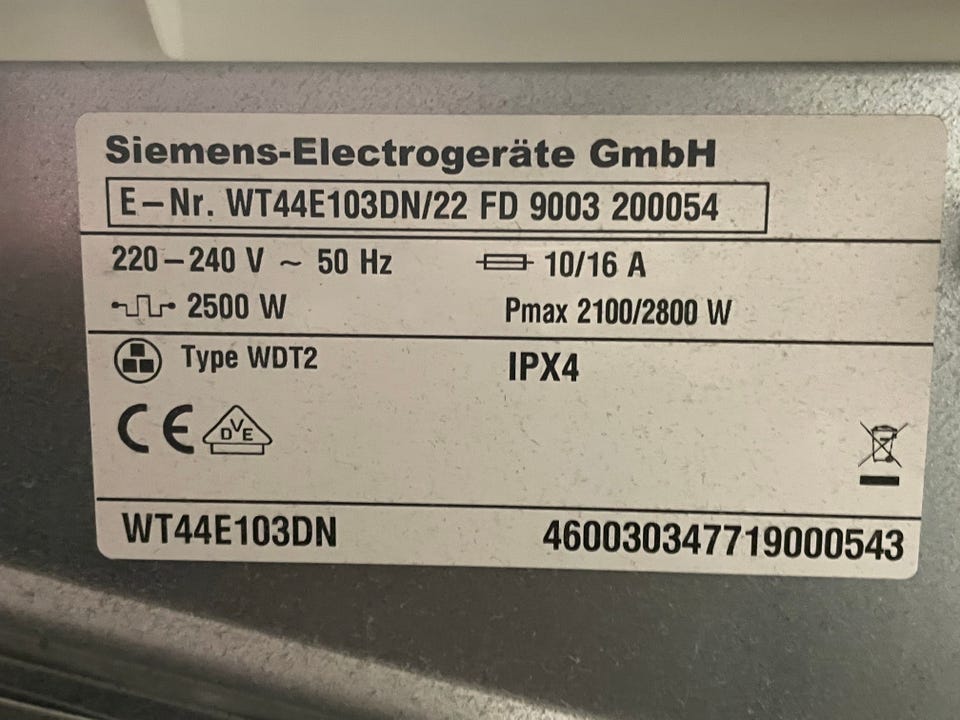 Siemens-Electrogeräte GmbH
E-Nr. WT44E103DN/22 FD 9003 200054
220-240 V ~ 50 Hz 10/16 A
2500 W Pmax 2100/2800 W
Type WDT2 IPX4
CE DVE
WT44E103DN 460030347719000543